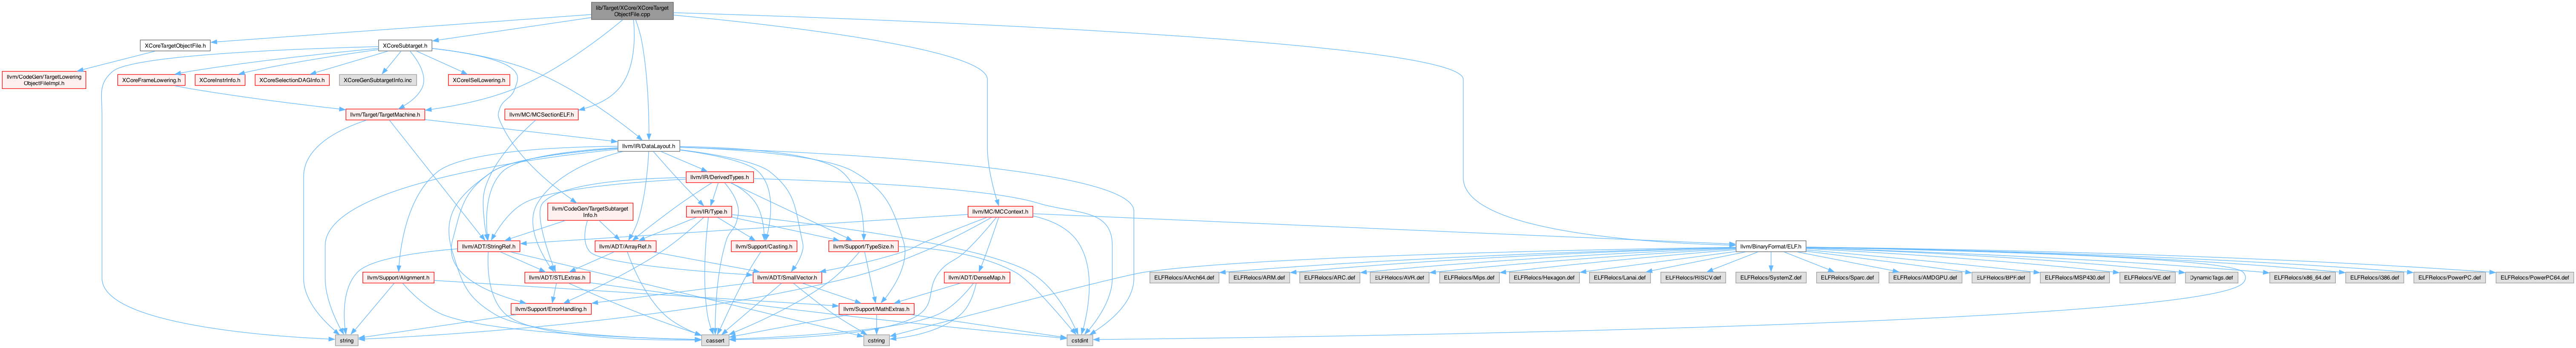 lib/Target/XCore/XCoreTarget
ObjectFile.cpp
XCoreTargetObjectFile.h
XCoreSubtarget.h
llvm/CodeGen/TargetLowering
ObjectFileImpl.h
XCoreFrameLowering.h
XCoreInstrInfo.h
XCoreSelectionDAGInfo.h
XCoreGenSubtargetInfo.inc
XCoreISelLowering.h
llvm/Target/TargetMachine.h
llvm/MC/MCSectionELF.h
llvm/IR/DataLayout.h
llvm/IR/DerivedTypes.h
llvm/CodeGen/TargetSubtarget
Info.h
llvm/IR/Type.h
llvm/MC/MCContext.h
llvm/ADT/StringRef.h
llvm/ADT/ArrayRef.h
llvm/Support/Casting.h
llvm/Support/TypeSize.h
llvm/BinaryFormat/ELF.h
llvm/Support/Alignment.h
llvm/ADT/STLExtras.h
llvm/ADT/SmallVector.h
llvm/ADT/DenseMap.h
ELFRelocs/AArch64.def
ELFRelocs/ARM.def
ELFRelocs/ARC.def
ELFRelocs/AVR.def
ELFRelocs/Mips.def
ELFRelocs/Hexagon.def
ELFRelocs/Lanai.def
ELFRelocs/RISCV.def
ELFRelocs/SystemZ.def
ELFRelocs/Sparc.def
ELFRelocs/AMDGPU.def
ELFRelocs/BPF.def
ELFRelocs/MSP430.def
ELFRelocs/VE.def
DynamicTags.def
ELFRelocs/x86_64.def
ELFRelocs/i386.def
ELFRelocs/PowerPC.def
ELFRelocs/PowerPC64.def
llvm/Support/ErrorHandling.h
llvm/Support/MathExtras.h
string
cassert
cstring
cstdint